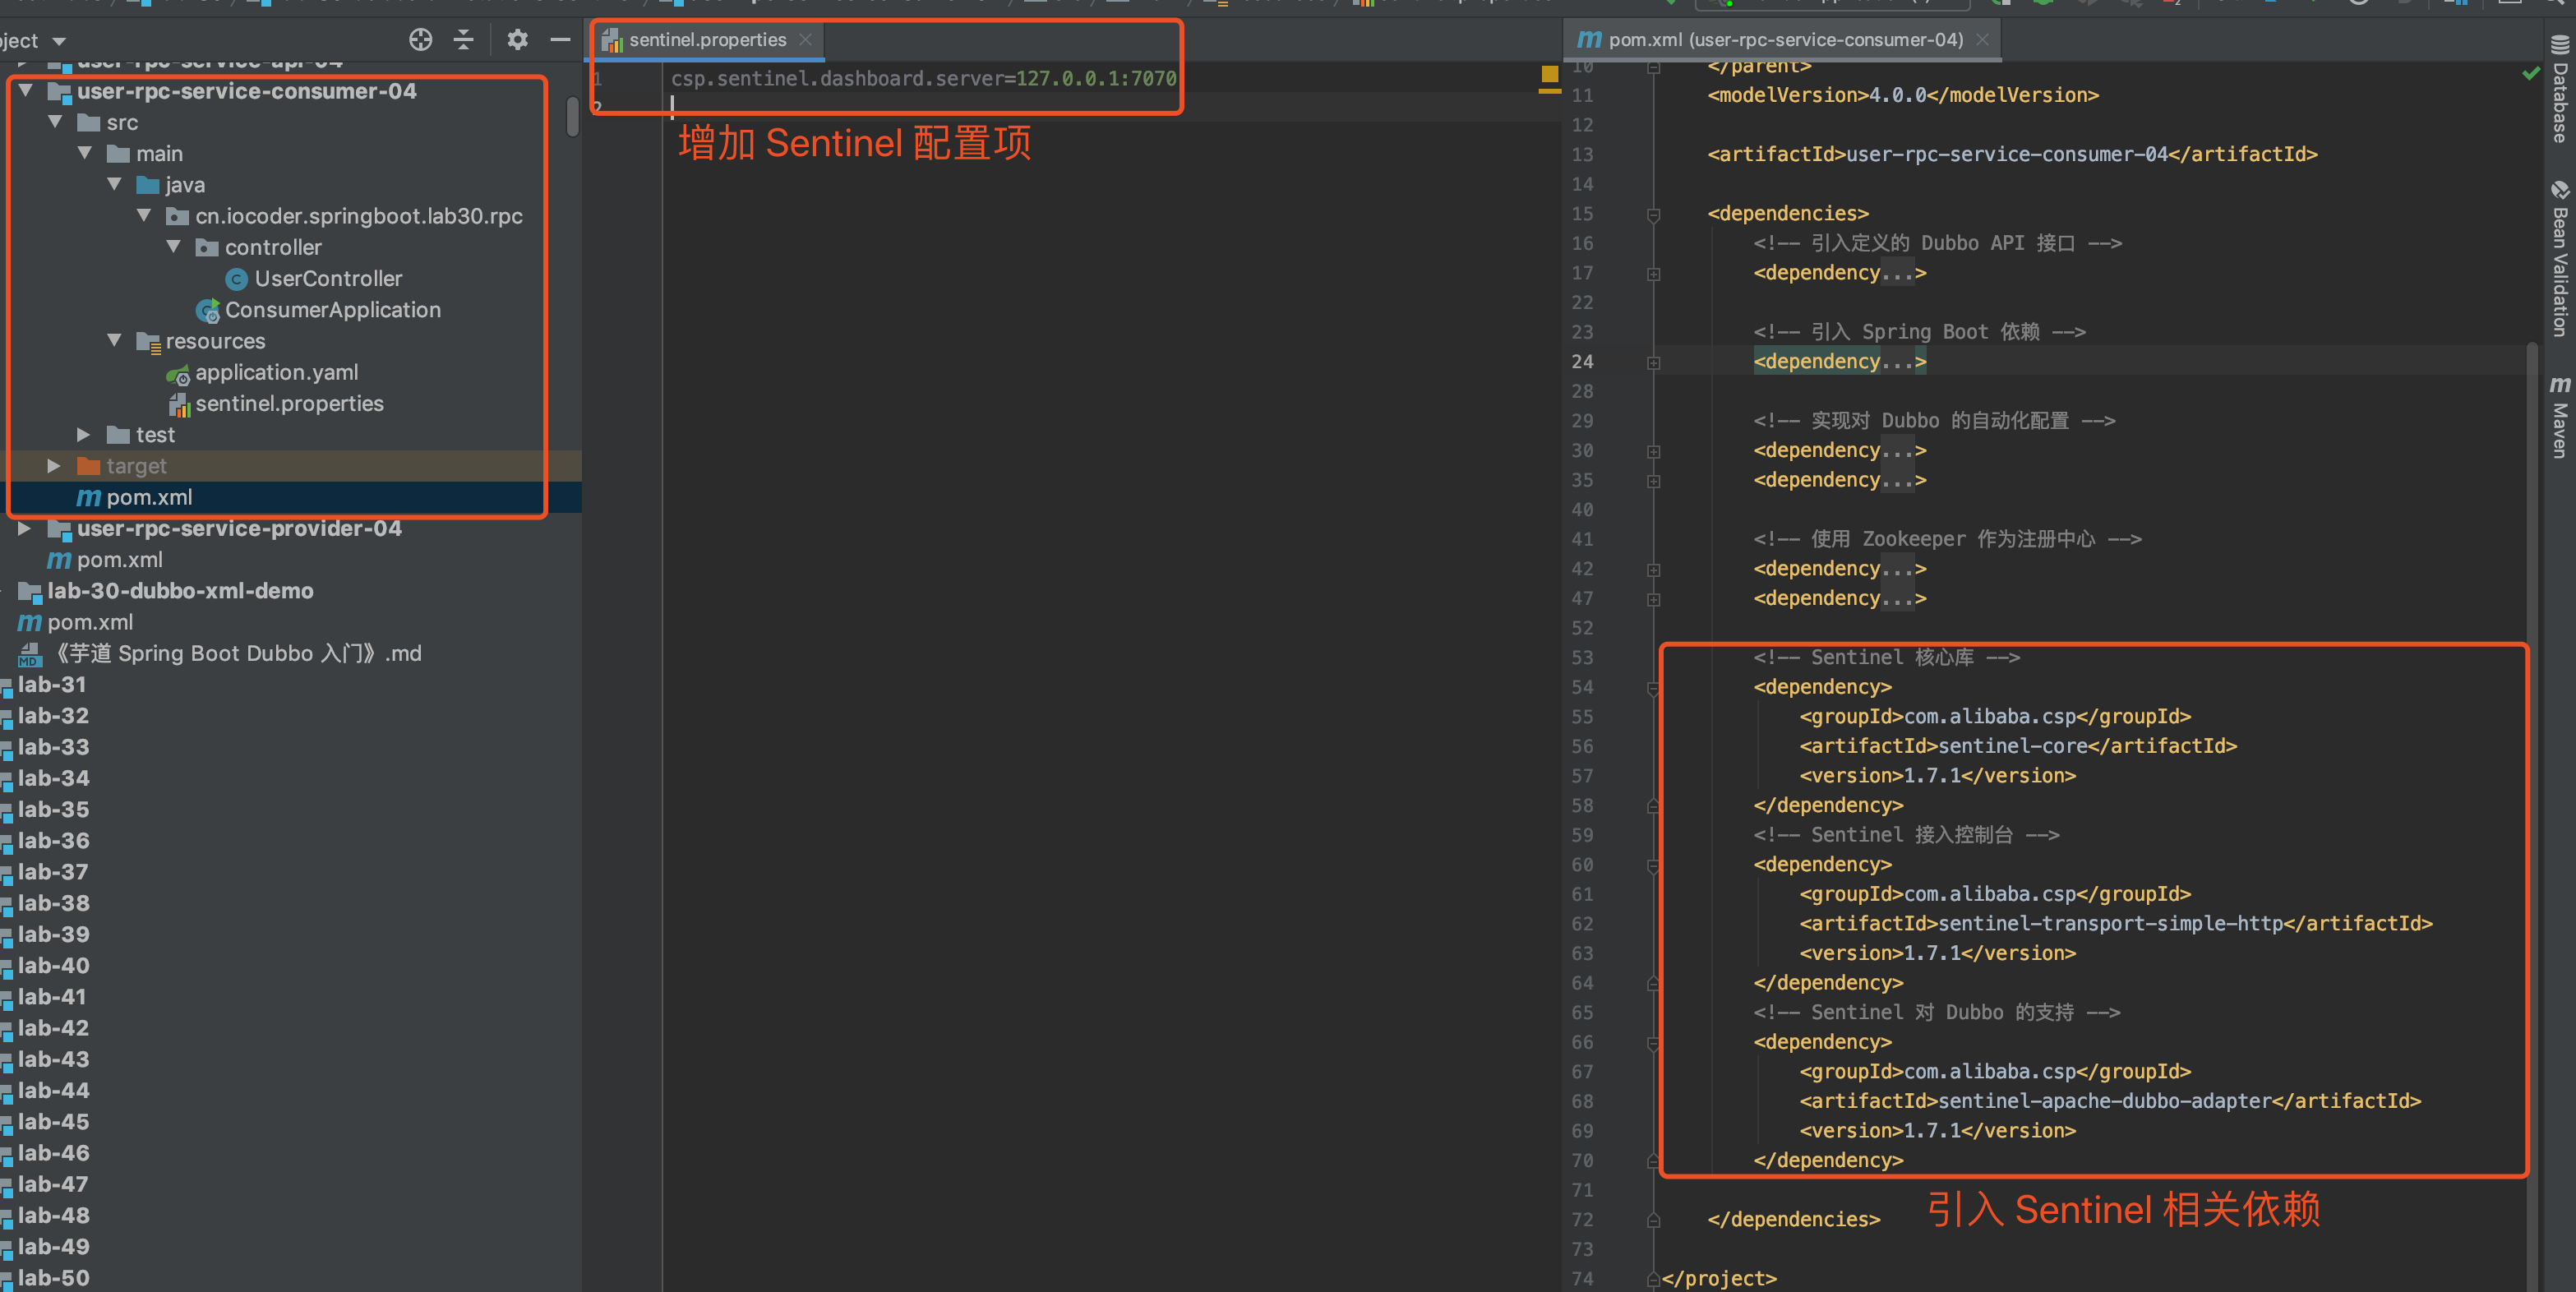 ject
user-rpc-service-consumer-04
src
main
java
cn.iocoder.springboot.lab30.rpc
controller
UserController
ConsumerApplication
resources
application.yaml
sentinel.properties
test
target
pom.xml
user-rpc-service-provider-04
pom.xml
lab-30-dubbo-xml-demo
pom.xml
《芋道 Spring Boot Dubbo 入门》.md
lab-31
lab-32
lab-33
lab-34
lab-35
lab-36
lab-37
lab-38
lab-39
lab-40
lab-41
lab-42
lab-43
lab-44
lab-45
lab-46
lab-47
lab-48
lab-49
lab-50
sentinel.properties
1 csp.sentinel.dashboard.server=127.0.0.1:7070
2
增加 Sentinel 配置项
pom.xml (user-rpc-service-consumer-04)
10 </parent>
11 <modelVersion>4.0.0</modelVersion>
12
13 <artifactId>user-rpc-service-consumer-04</artifactId>
14
15 <dependencies>
16 <!-- 引入定义的 Dubbo API 接口 -->
17 <dependency...>
22
23 <!-- 引入 Spring Boot 依赖 -->
24 <dependency...>
28
29 <!-- 实现对 Dubbo 的自动化配置 -->
30 <dependency...>
35 <dependency...>
40
41 <!-- 使用 Zookeeper 作为注册中心 -->
42 <dependency...>
47 <dependency...>
52
53 <!-- Sentinel 核心库 -->
54 <dependency>
55 <groupId>com.alibaba.csp</groupId>
56 <artifactId>sentinel-core</artifactId>
57 <version>1.7.1</version>
58 </dependency>
59 <!-- Sentinel 接入控制台 -->
60 <dependency>
61 <groupId>com.alibaba.csp</groupId>
62 <artifactId>sentinel-transport-simple-http</artifactId>
63 <version>1.7.1</version>
64 </dependency>
65 <!-- Sentinel 对 Dubbo 的支持 -->
66 <dependency>
67 <groupId>com.alibaba.csp</groupId>
68 <artifactId>sentinel-apache-dubbo-adapter</artifactId>
69 <version>1.7.1</version>
70 </dependency>
71
72 </dependencies>
引入 Sentinel 相关依赖
73
74 </project>
Database
Bean Validation
Maven